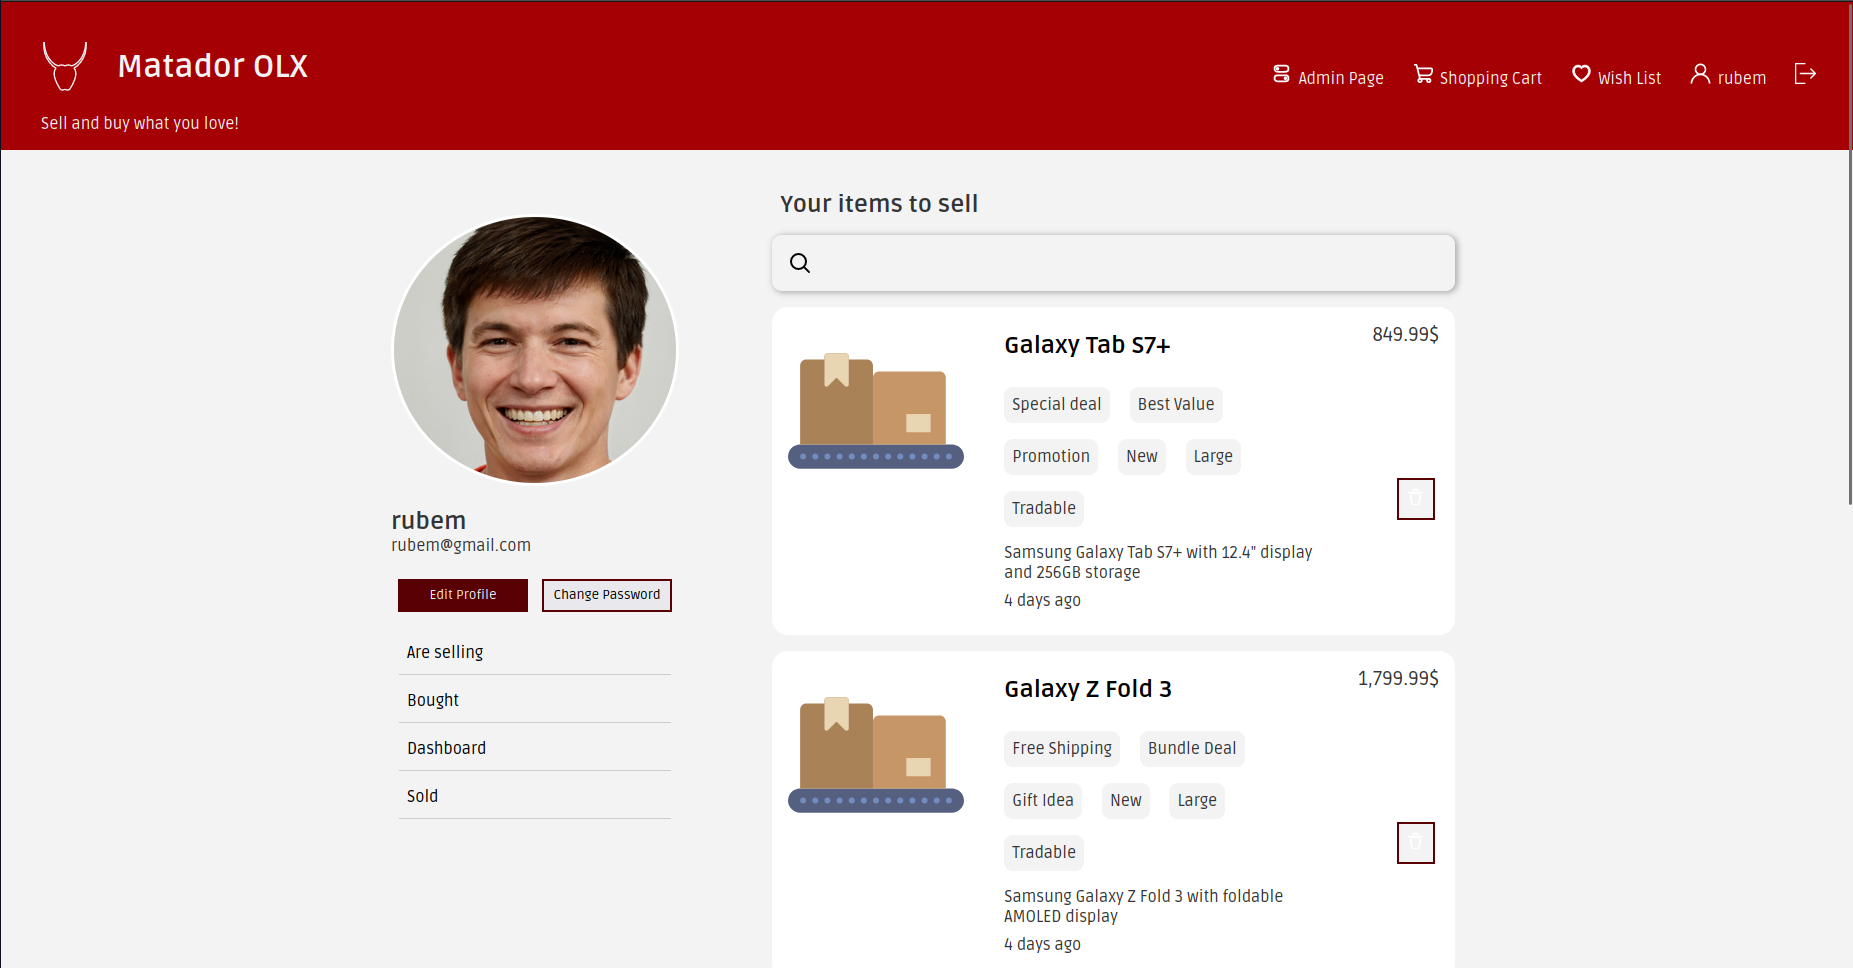 Matador OLX
Sell and buy what you love!
Admin Page
Shopping Cart
Wish List
rubem
rubem
rubem@gmail.com
Edit Profile
Change Password
Are selling
Bought
Dashboard
Sold
Your items to sell
Galaxy Tab S7+
849.99$
Special deal
Best Value
Promotion
New
Large
Tradable
Samsung Galaxy Tab S7+ with 12.4" display
and 256GB storage
4 days ago
Galaxy Z Fold 3
1,799.99$
Free Shipping
Bundle Deal
Gift Idea
New
Large
Tradable
Samsung Galaxy Z Fold 3 with foldable
AMOLED display
4 days ago